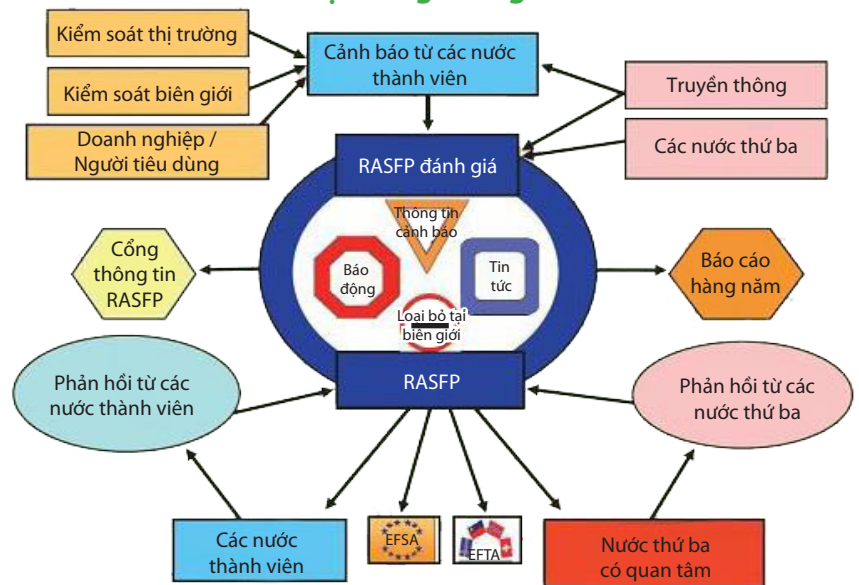 Kiểm soát thị trường
Cảnh báo từ các nước
thành viên
Kiểm soát biên giới
Truyền thông
Doanh nghiệp /
Người tiêu dùng
Các nước thứ ba
RASFP đánh giá
Thông tin
cảnh báo
Cổng
thông tin
RASFP
Báo
động
Tin
tức
Báo cáo
hàng năm
Loại bỏ tại
biên giới
RASFP
Phản hồi từ các
nước thành viên
Phản hồi từ các
nước thứ ba
Các nước
thành viên
EFSA
EFTA
Nước thứ ba
có quan tâm